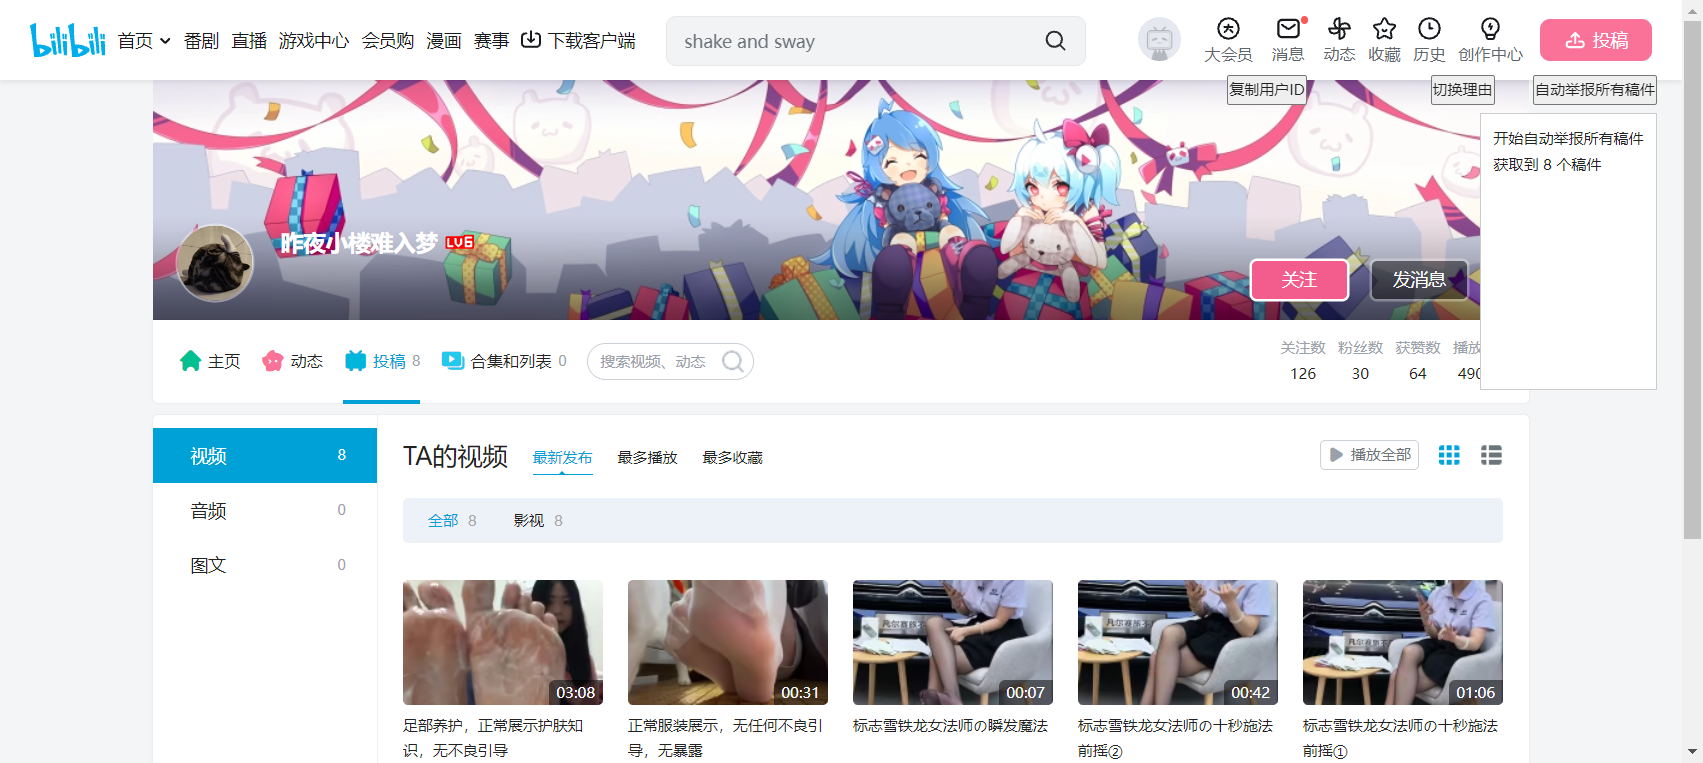 bilibili
首页
番剧
直播
游戏中心
会员购
漫画
赛事
下载客户端
shake and sway
大会员
消息
动态
收藏
历史
创作中心
投稿
复制用户ID
切换理由
自动举报所有稿件
开始自动举报所有稿件
获取到 8 个稿件
昨夜小楼难入梦 LV6
关注
发消息
主页
动态
投稿 8
合集和列表 0
搜索视频、动态
关注数 粉丝数 获赞数 播放
126 30 64 490
视频 8
音频 0
图文 0
TA的视频
最新发布
最多播放
最多收藏
播放全部
全部 8
影视 8
03:08
00:31
00:07
00:42
01:06
足部养护，正常展示护肤知
识，无不良引导
正常服装展示，无任何不良引
导，无暴露
标志雪铁龙女法师の瞬发魔法
标志雪铁龙女法师の十秒施法
前摇②
标志雪铁龙女法师の十秒施法
前摇①